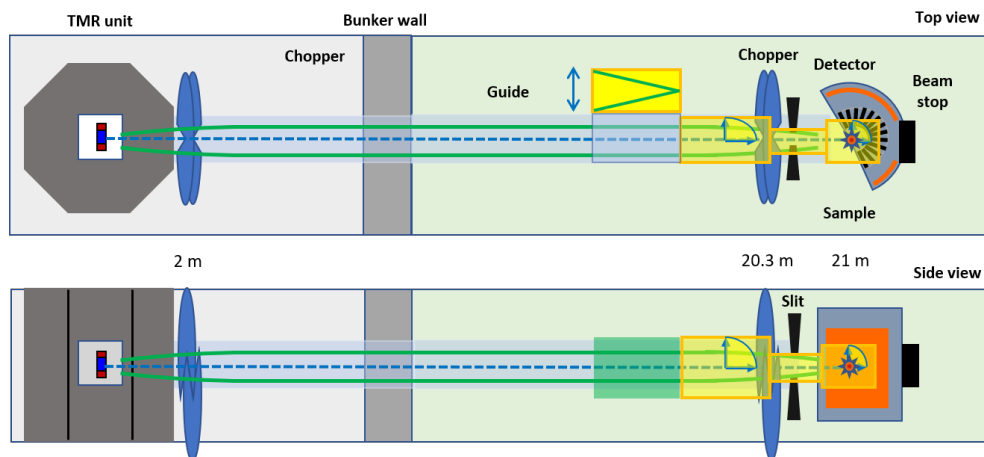 TMR unit
Bunker wall
Top view
Chopper
Chopper
Detector
Guide
Beam
stop
Sample
2 m
20.3 m
21 m
Side view
Slit